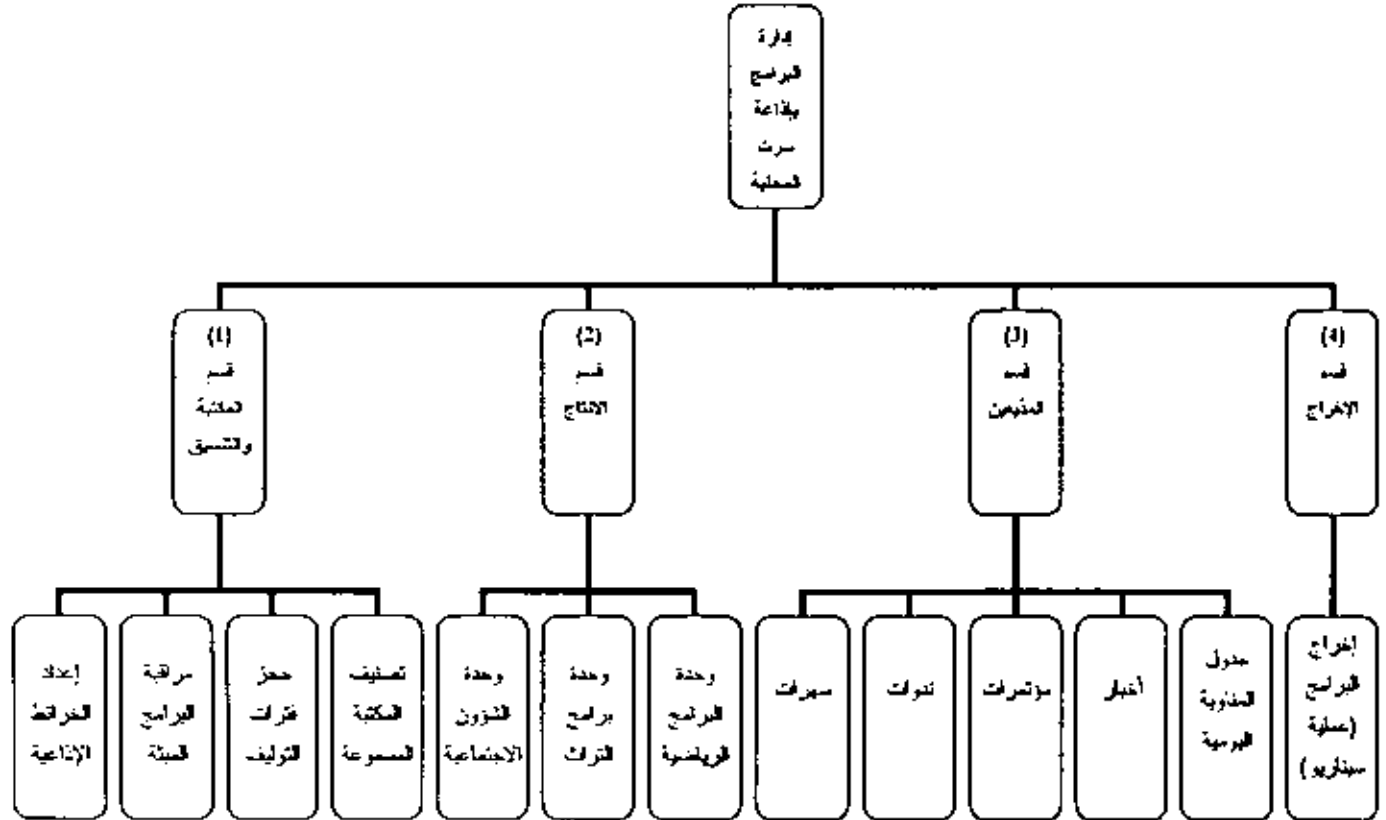 إدارة
البرامج
بإذاعة
سرت
المحلية
(1)
قسم
المكتبة
والتنسيق
(2)
قسم
الانتاج
(3)
قسم
المذيعين
(4)
قسم
الإخراج
إعداد
الخرائط
الإذاعية
مراقبة
البرامج
المبثة
حجز
فترات
التوليف
تصنيف
المكتبة
المسموعة
وحدة
الشؤون
الاجتماعية
وحدة
برامج
التراث
وحدة
البرامج
الرياضية
سهرات
ندوات
مؤتمرات
أخبار
جدول
المناوبة
اليومية
إخراج
البرامج
(عملية
سيناريو)